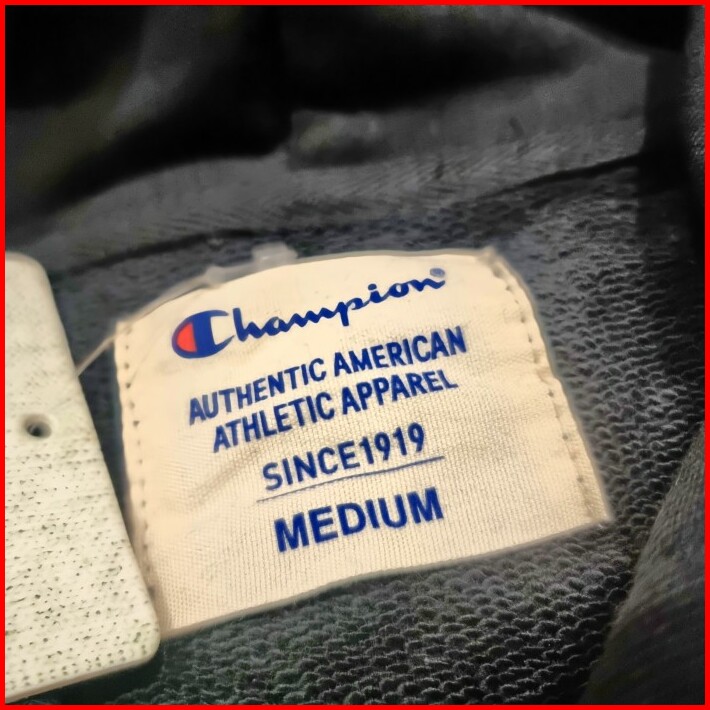 Champion®
AUTHENTIC AMERICAN
ATHLETIC APPAREL
SINCE1919
MEDIUM